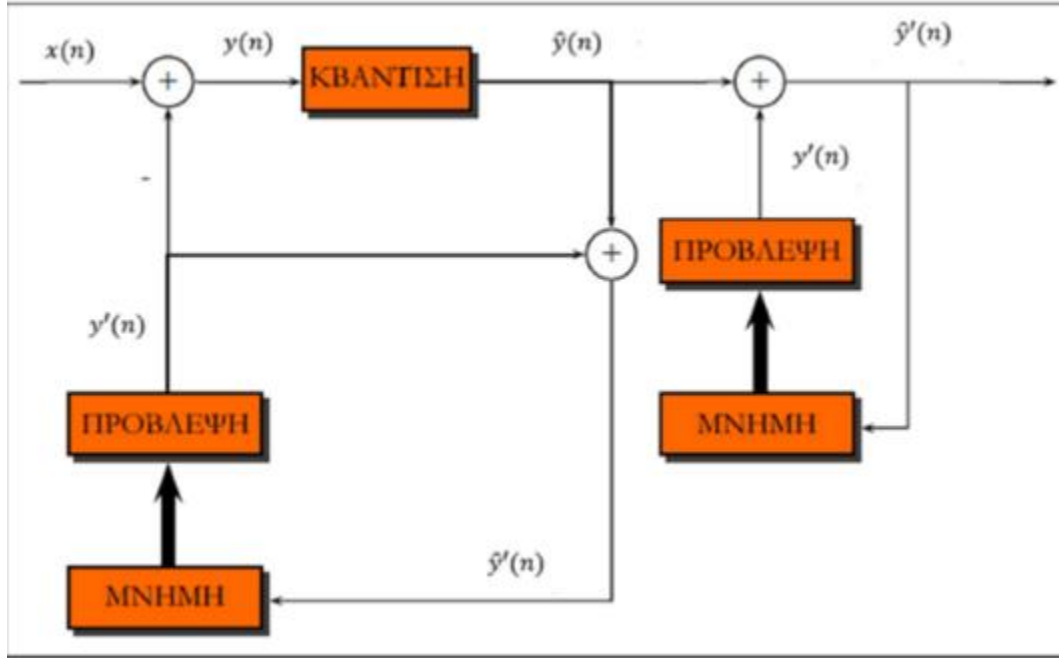 x(n)
y(n)
ΚΒΑΝΤΙΣΗ
ŷ(n)
+
+
ŷ′(n)
-
y′(n)
ΠΡΟΒΛΕΨΗ
+
y′(n)
ΠΡΟΒΛΕΨΗ
ΜΝΗΜΗ
ŷ′(n)
ΜΝΗΜΗ